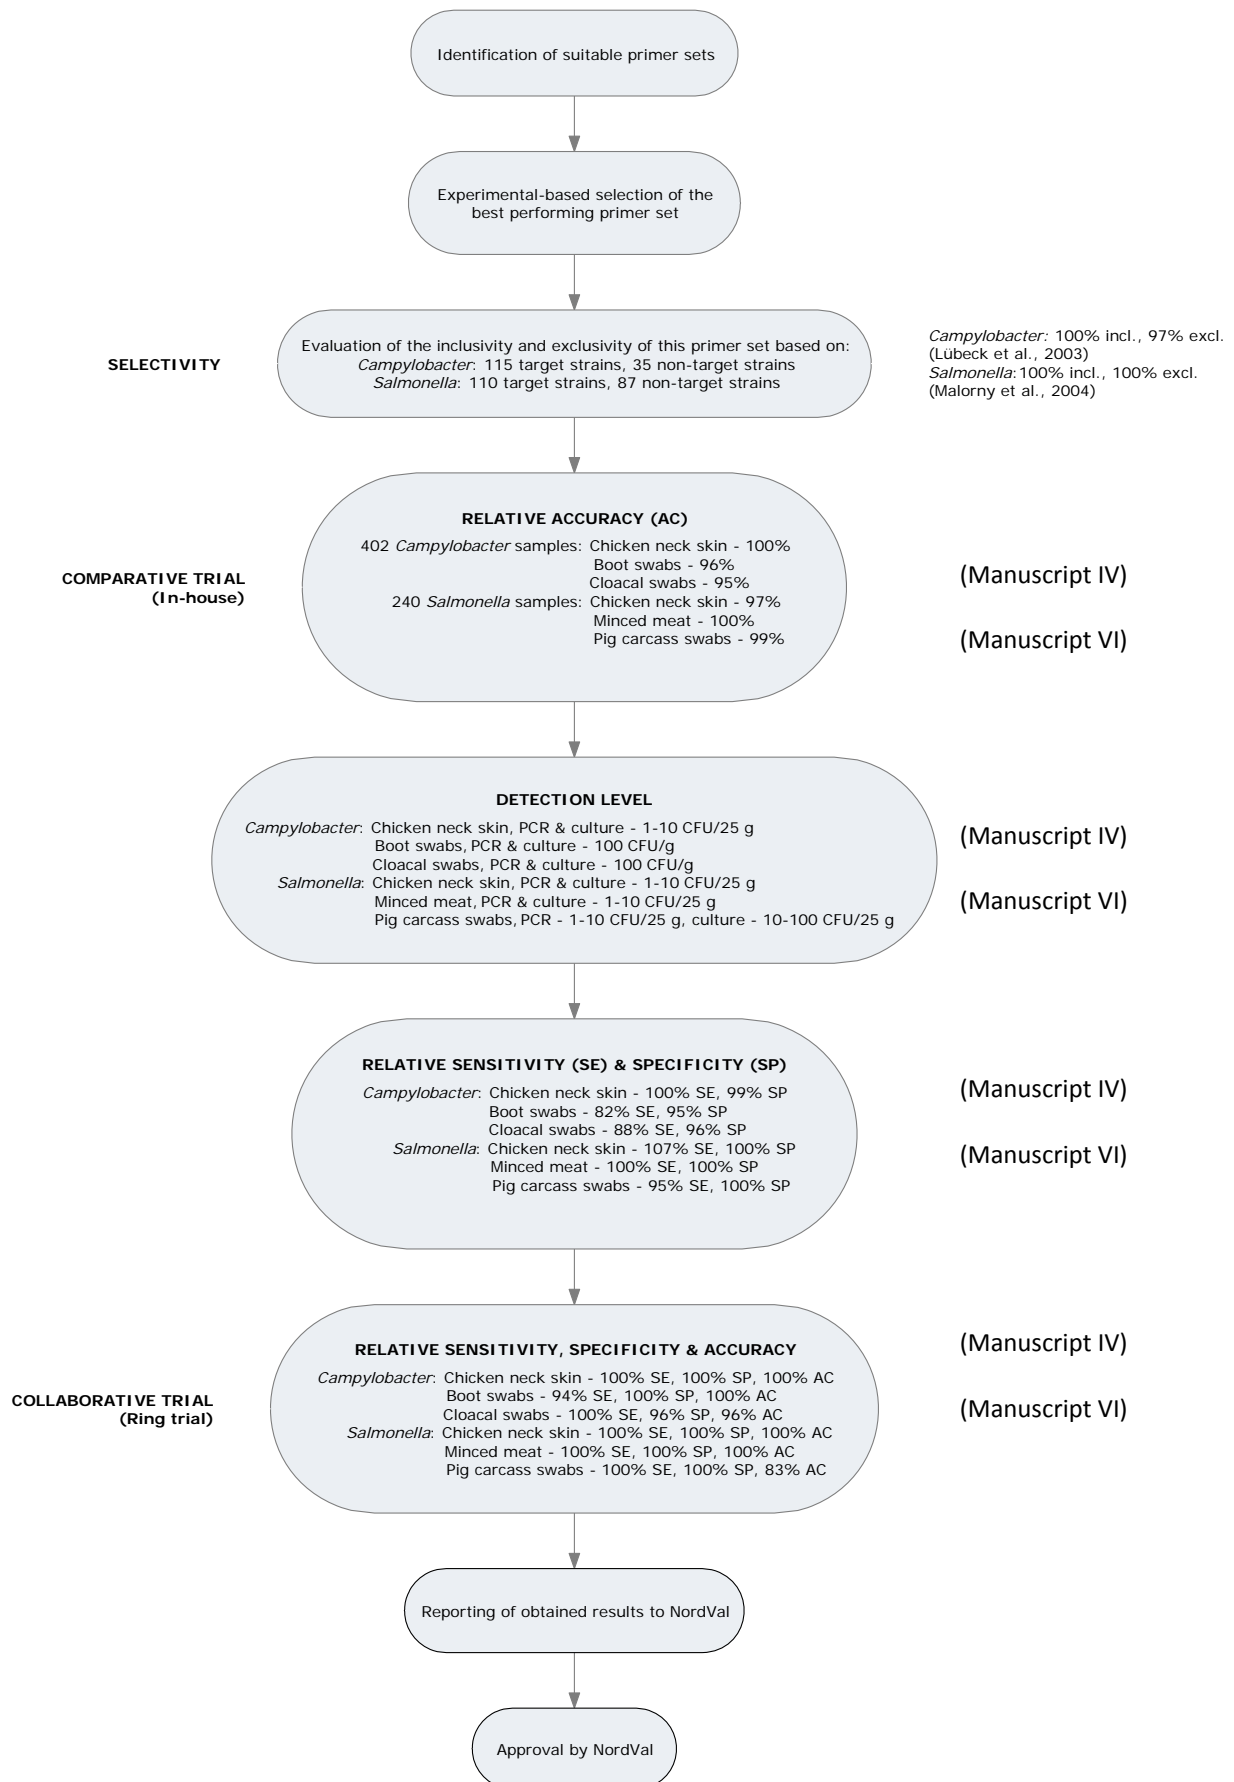 Identification of suitable primer sets
Experimental-based selection of the
best performing primer set
SELECTIVITY
Evaluation of the inclusivity and exclusivity of this primer set based on:
Campylobacter: 115 target strains, 35 non-target strains
Salmonella: 110 target strains, 87 non-target strains
Campylobacter: 100% incl., 97% excl.
(Lübeck et al., 2003)
Salmonella:100% incl., 100% excl.
(Malorny et al., 2004)
COMPARATIVE TRIAL
(In-house)
RELATIVE ACCURACY (AC)
402 Campylobacter samples: Chicken neck skin - 100%
Boot swabs - 96%
Cloacal swabs - 95%
240 Salmonella samples: Chicken neck skin - 97%
Minced meat - 100%
Pig carcass swabs - 99%
(Manuscript IV)
(Manuscript VI)
DETECTION LEVEL
Campylobacter: Chicken neck skin, PCR & culture - 1-10 CFU/25 g
Boot swabs, PCR & culture - 100 CFU/g
Cloacal swabs, PCR & culture - 100 CFU/g
Salmonella: Chicken neck skin, PCR & culture - 1-10 CFU/25 g
Minced meat, PCR & culture - 1-10 CFU/25 g
Pig carcass swabs, PCR - 1-10 CFU/25 g, culture - 10-100 CFU/25 g
(Manuscript IV)
(Manuscript VI)
RELATIVE SENSITIVITY (SE) & SPECIFICITY (SP)
Campylobacter: Chicken neck skin - 100% SE, 99% SP
Boot swabs - 82% SE, 95% SP
Cloacal swabs - 88% SE, 96% SP
Salmonella: Chicken neck skin - 107% SE, 100% SP
Minced meat - 100% SE, 100% SP
Pig carcass swabs - 95% SE, 100% SP
(Manuscript IV)
(Manuscript VI)
COLLABORATIVE TRIAL
(Ring trial)
RELATIVE SENSITIVITY, SPECIFICITY & ACCURACY
Campylobacter: Chicken neck skin - 100% SE, 100% SP, 100% AC
Boot swabs - 94% SE, 100% SP, 100% AC
Cloacal swabs - 100% SE, 96% SP, 96% AC
Salmonella: Chicken neck skin - 100% SE, 100% SP, 100% AC
Minced meat - 100% SE, 100% SP, 100% AC
Pig carcass swabs - 100% SE, 100% SP, 83% AC
(Manuscript IV)
(Manuscript VI)
Reporting of obtained results to NordVal
Approval by NordVal